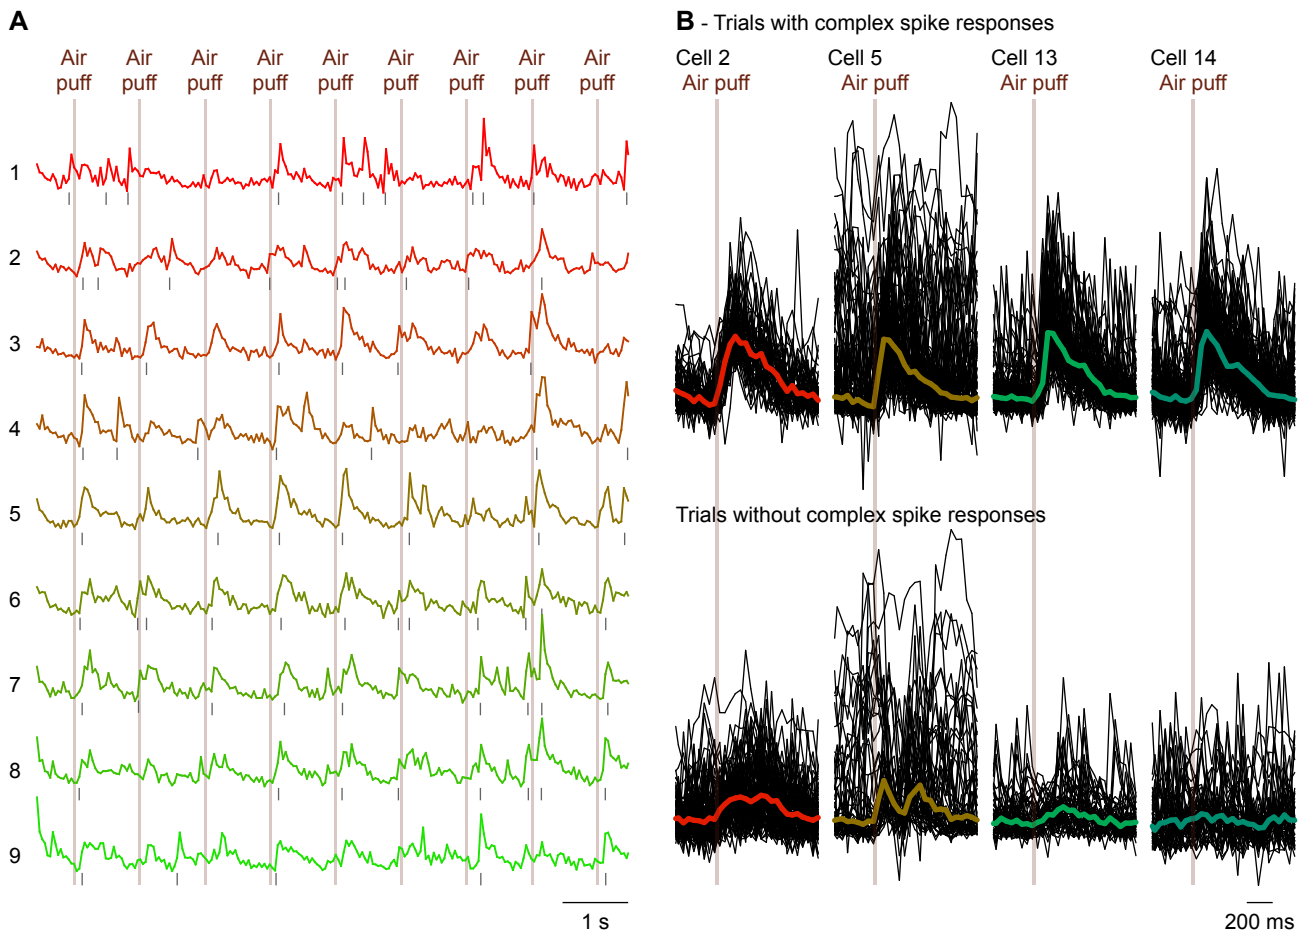 A
Air puff Air puff Air puff Air puff Air puff Air puff Air puff Air puff Air puff
1
2
3
4
5
6
7
8
9
1 s
B - Trials with complex spike responses
Cell 2 Cell 5 Cell 13 Cell 14
Air puff Air puff Air puff Air puff
Trials without complex spike responses
200 ms